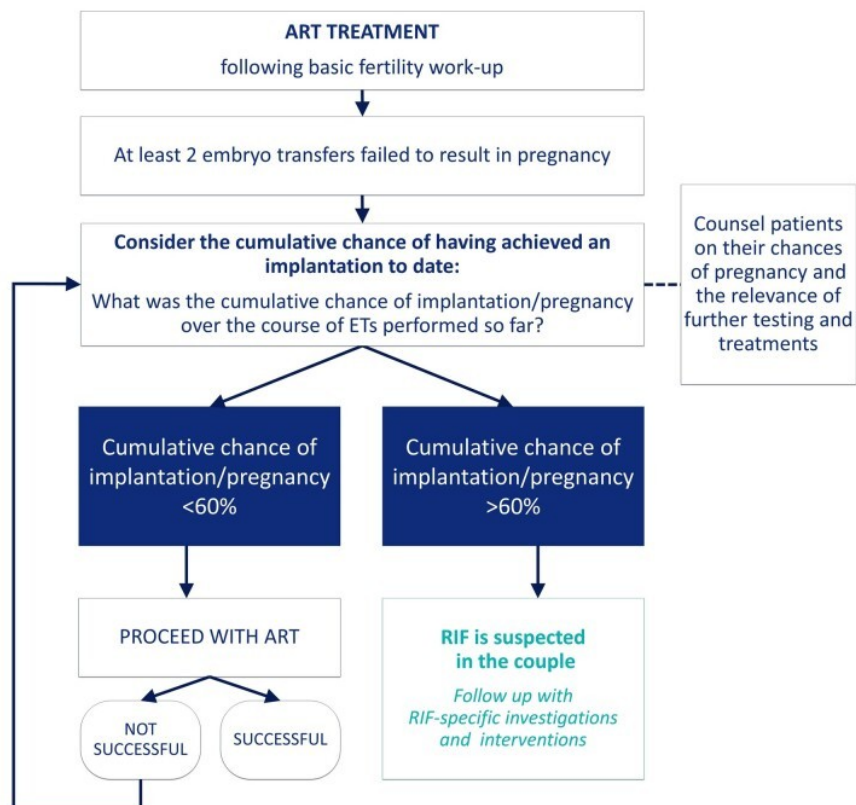 ART TREATMENT
following basic fertility work-up
At least 2 embryo transfers failed to result in pregnancy
Consider the cumulative chance of having achieved an
implantation to date:
What was the cumulative chance of implantation/pregnancy
over the course of ETs performed so far?
Counsel patients
on their chances
of pregnancy and
the relevance of
further testing and
treatments
Cumulative chance of
implantation/pregnancy
<60%
Cumulative chance of
implantation/pregnancy
>60%
PROCEED WITH ART
NOT
SUCCESSFUL
SUCCESSFUL
RIF is suspected
in the couple
Follow up with
RIF-specific investigations
and interventions